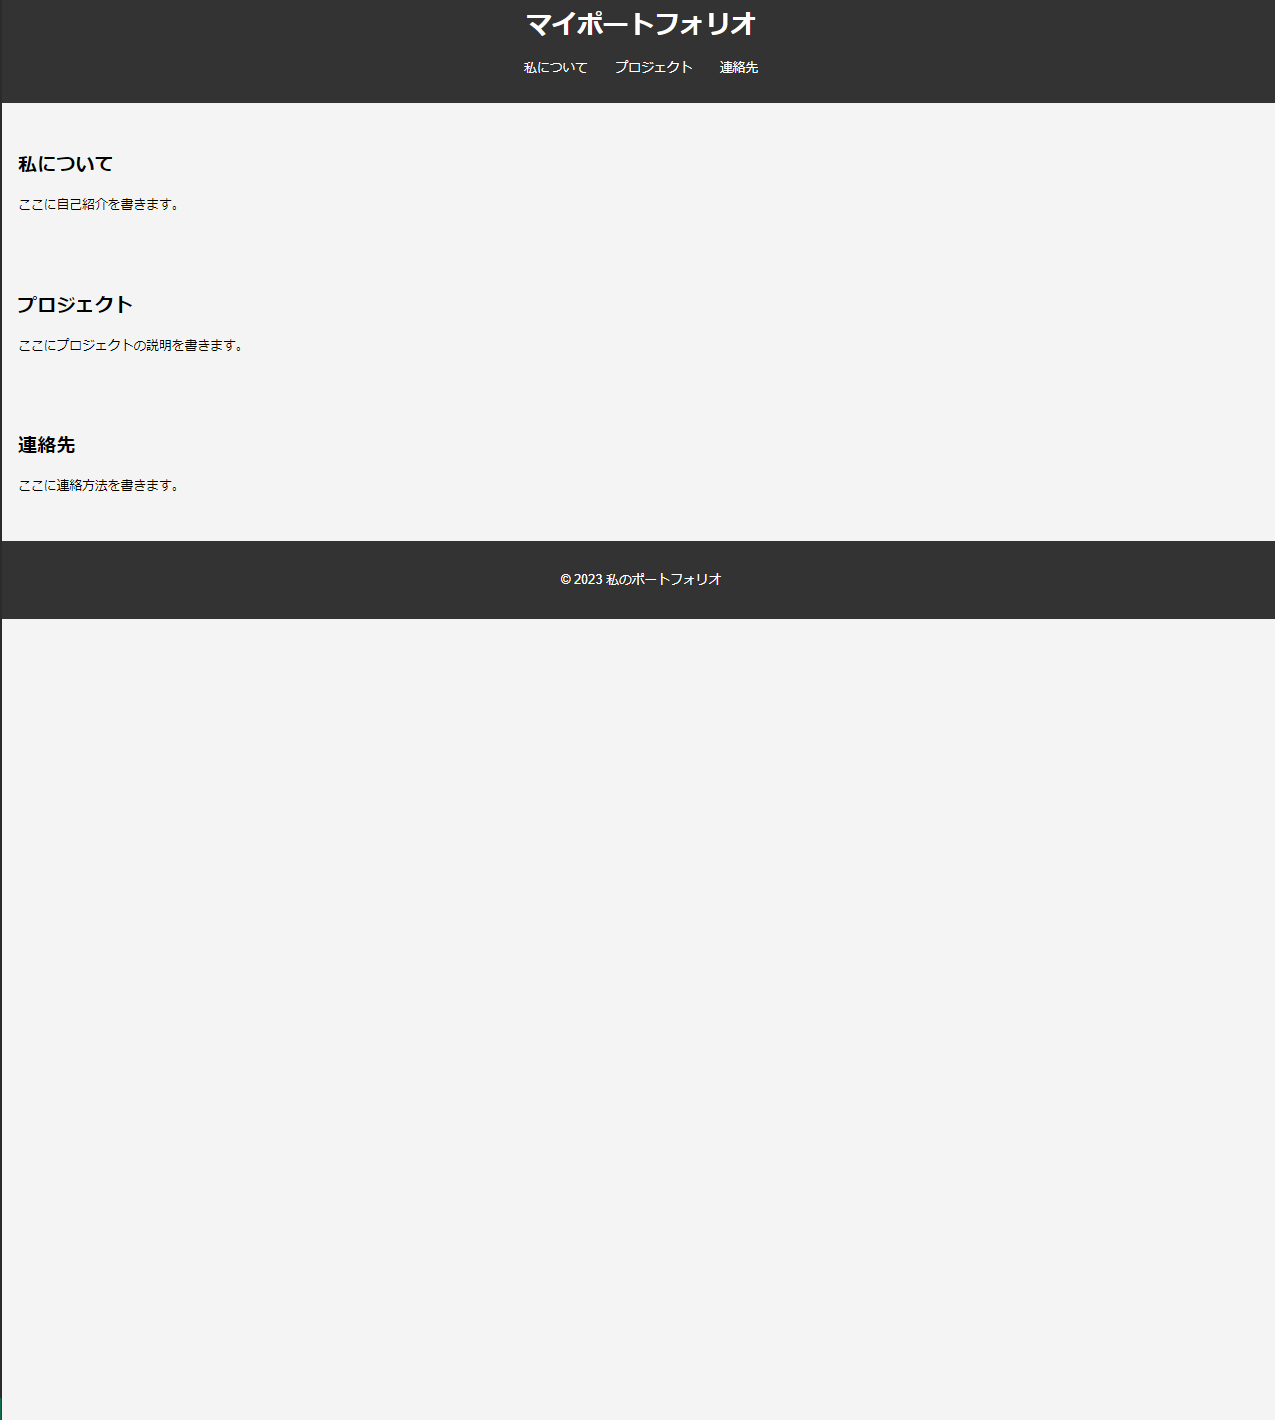 マイポートフォリオ
私について プロジェクト 連絡先
私について
ここに自己紹介を書きます。
プロジェクト
ここにプロジェクトの説明を書きます。
連絡先
ここに連絡方法を書きます。
© 2023 私のポートフォリオ